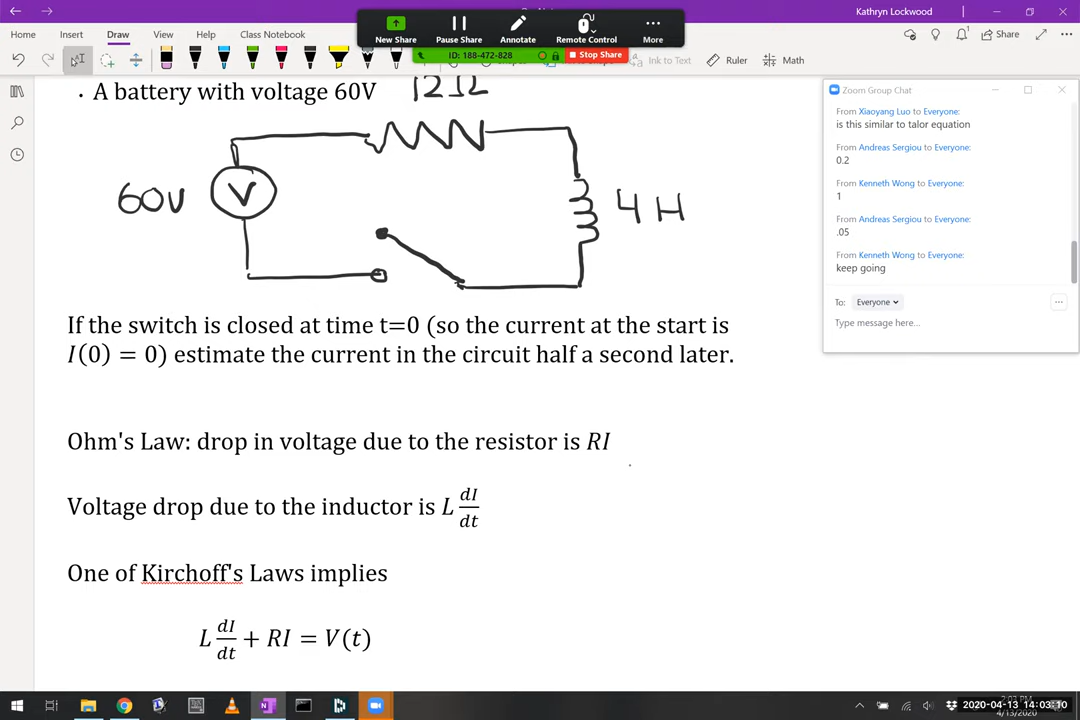 Kathryn Lockwood
Home
Insert
Draw
View
Help
Class Notebook
Share
New Share
Pause Share
Annotate
Remote Control
More
ID: 188-472-828
Stop Share
Ink to Text
Ruler
Math
· A battery with voltage 60V
12Ω
60V
V
4 H
If the switch is closed at time t=0 (so the current at the start is
I(0) = 0) estimate the current in the circuit half a second later.
Ohm's Law: drop in voltage due to the resistor is RI
Voltage drop due to the inductor is L dI/dt
One of Kirchoff's Laws implies
L dI/dt + RI = V(t)
Zoom Group Chat
From Xiaoyang Luo to Everyone:
is this similar to talor equation
From Andreas Sergiou to Everyone:
0.2
From Kenneth Wong to Everyone:
1
From Andreas Sergiou to Everyone:
.05
From Kenneth Wong to Everyone:
keep going
To: Everyone
Type message here...
2020-04-13 14:03:10